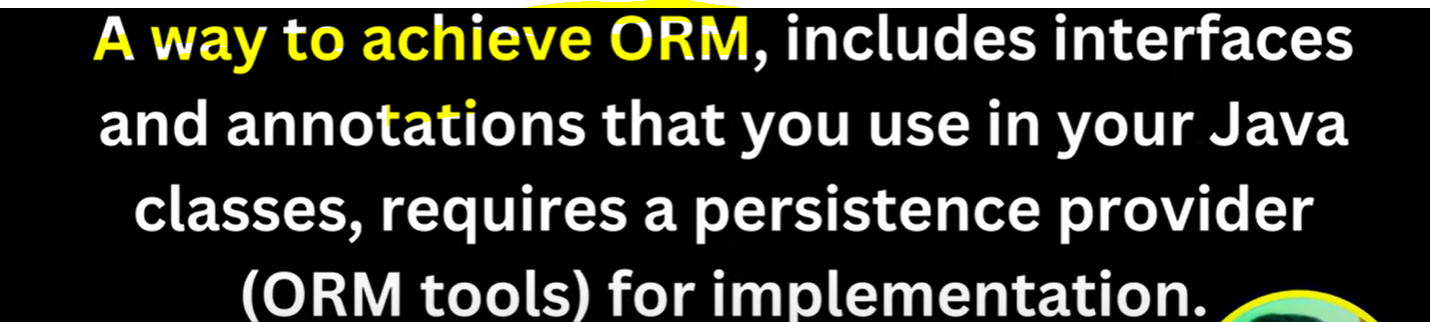 A way to achieve ORM, includes interfaces
and annotations that you use in your Java
classes, requires a persistence provider
(ORM tools) for implementation.